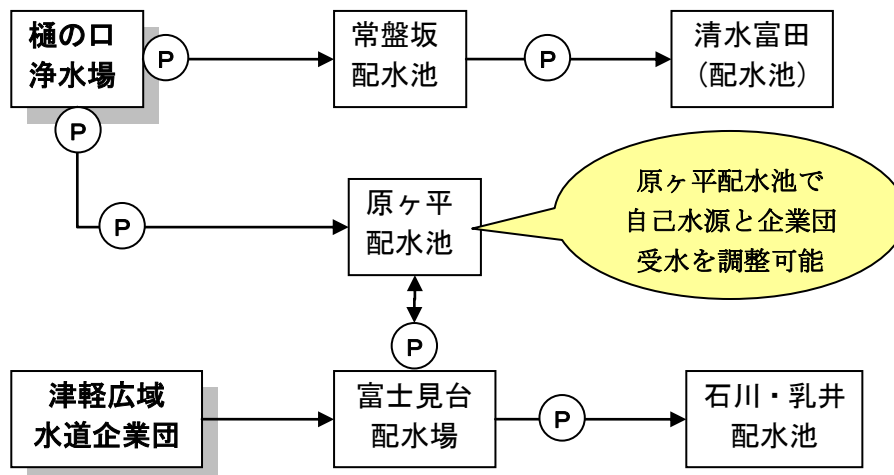 樋の口
浄水場
P
常盤坂
配水池
P
清水富田
(配水池)
P
P
原ヶ平
配水池
原ヶ平配水池で
自己水源と企業団
受水を調整可能
P
津軽広域
水道企業団
富士見台
配水場
P
石川・乳井
配水池